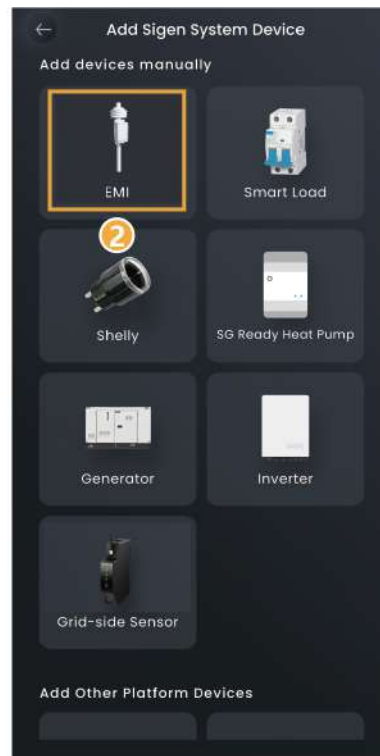 Add Sigen System Device
Add devices manually
EMI
Smart Load
2
Shelly
SG Ready Heat Pump
Generator
Inverter
Grid-side Sensor
Add Other Platform Devices